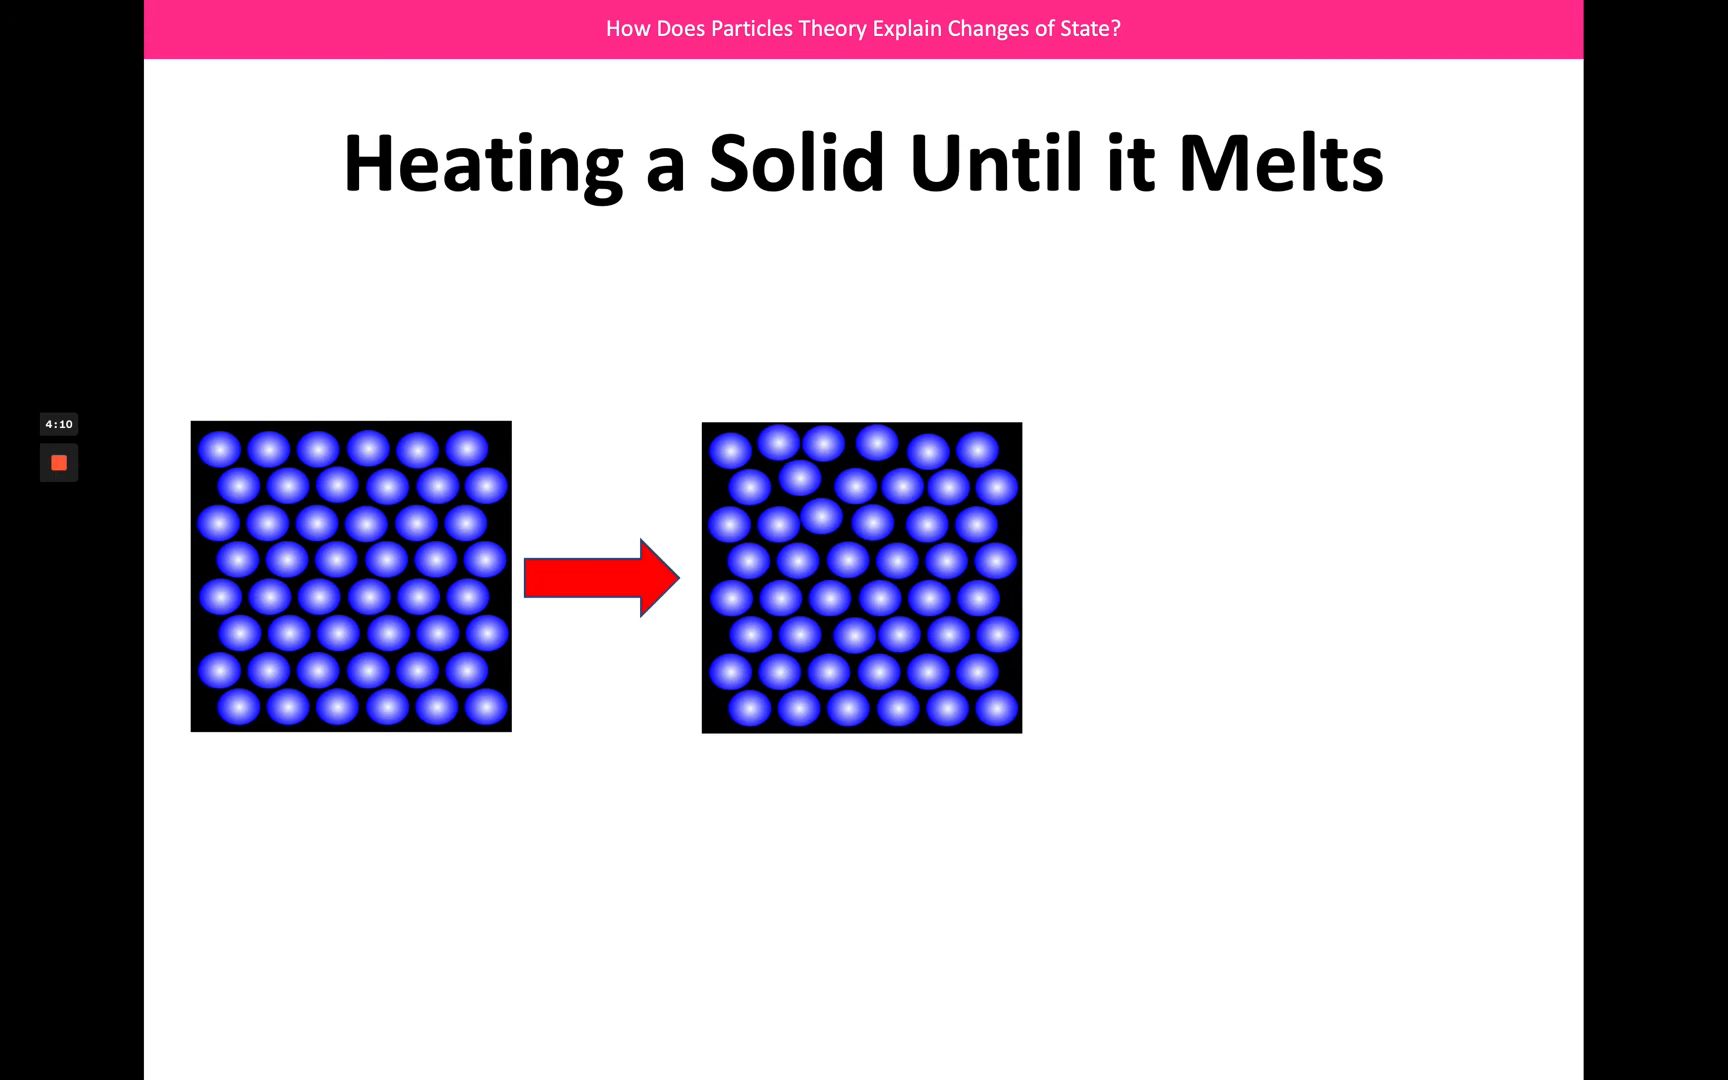 How Does Particles Theory Explain Changes of State?
Heating a Solid Until it Melts
4:10